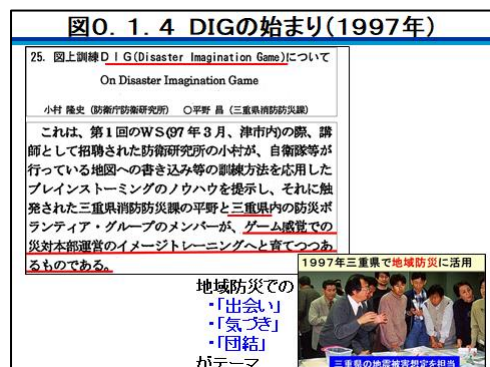 図0.1.4 DIGの始まり(1997年)
25. 図上訓練DIG(Disaster Imagination Game)について
On Disaster Imagination Game
小村 隆史(防衛庁防衛研究所) ○平野 昌(三重県消防防災課)
これは、第1回のWS(97年3月、津市内)の際、講
師として招聘された防衛研究所の小村が、自衛隊等が
行っている地図への書き込み等の訓練方法を応用した
ブレインストーミングのノウハウを提示し、それに触
発された三重県消防防災課の平野と三重県内の防災ボ
ランティア・グループのメンバーが、ゲーム感覚での
災対本部運営のイメージトレーニングへと育てつつあ
るものである。
地域防災での
・「出会い」
・「気づき」
・「団結」
がテーマ
1997年三重県で地域防災に活用
三重県の地震被害想定を担当